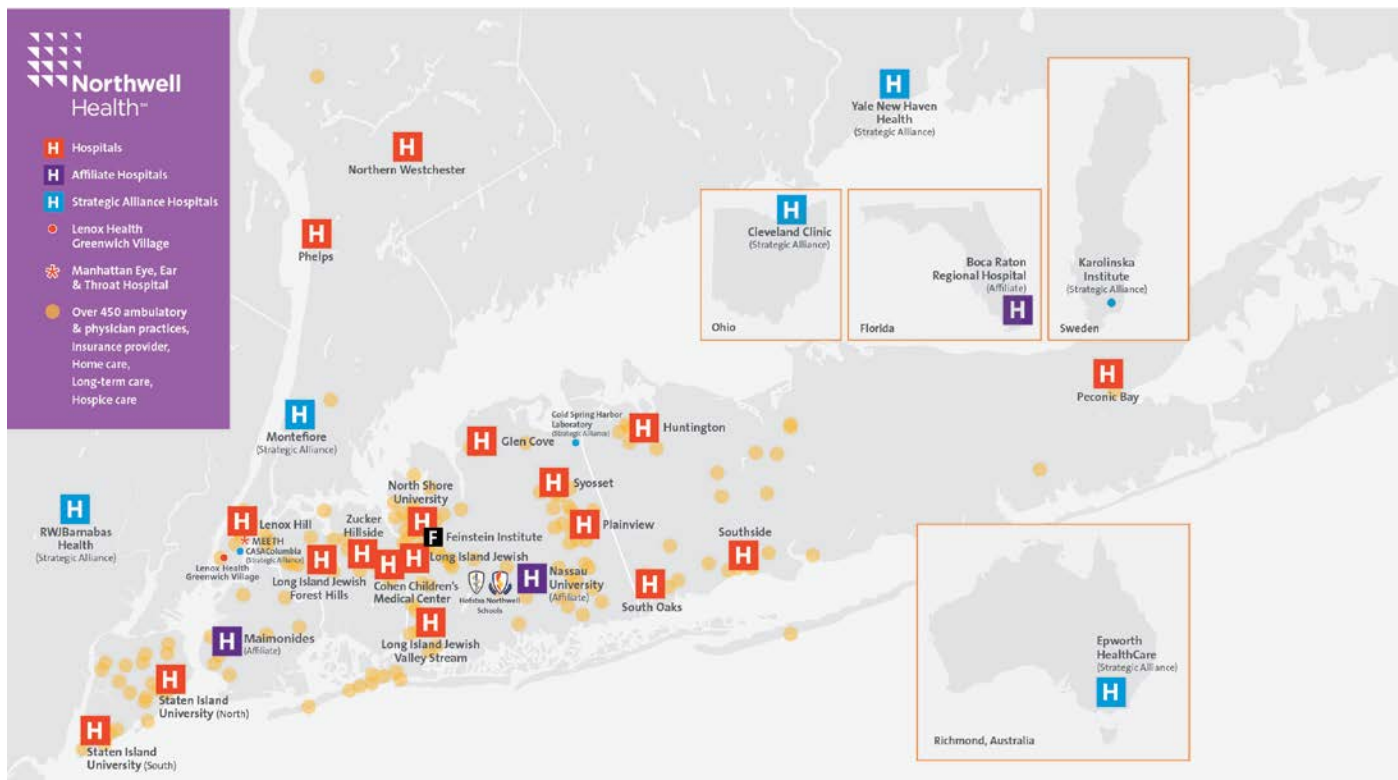 Northwell
Health™
H Hospitals
H Affiliate Hospitals
H Strategic Alliance Hospitals
Lenox Health
Greenwich Village
Manhattan Eye, Ear
& Throat Hospital
Over 450 ambulatory
& physician practices,
Insurance provider,
Home care,
Long-term care,
Hospice care
H
Yale New Haven
Health
(Strategic Alliance)
H
Northern Westchester
H
Phelps
H
Cleveland Clinic
(Strategic Alliance)
Ohio
Boca Raton
Regional Hospital
(Affiliate)
H
Florida
Karolinska
Institute
(Strategic Alliance)
Sweden
H
Peconic Bay
H
Montefiore
(Strategic Alliance)
H
Glen Cove
Cold Spring Harbor
Laboratory
(Strategic Alliance)
H
Huntington
H
Syosset
North Shore
University
H
F
Feinstein Institute
H
Plainview
H
RWJBarnabas
Health
(Strategic Alliance)
H
Lenox Hill
MEETH
CASAColumbia
(Strategic Alliance)
Lenox Health
Greenwich Village
H
Long Island Jewish
Forest Hills
Zucker
Hillside
H
H
Cohen Children's
Medical Center
H
Long Island Jewish
Hofstra Northwell
Schools
H
Nassau
University
(Affiliate)
Southside
H
H
South Oaks
H
Long Island Jewish
Valley Stream
H
Maimonides
(Affiliate)
H
Staten Island
University (North)
H
Staten Island
University (South)
Epworth
HealthCare
(Strategic Alliance)
H
Richmond, Australia